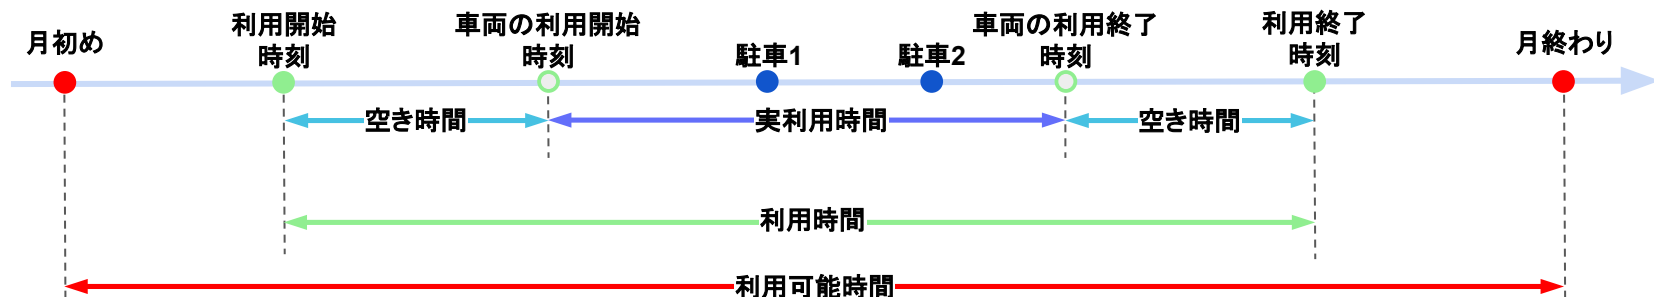 月初め
利用開始
時刻
車両の利用開始
時刻
駐車1
駐車2
車両の利用終了
時刻
利用終了
時刻
月終わり
空き時間
実利用時間
空き時間
利用時間
利用可能時間